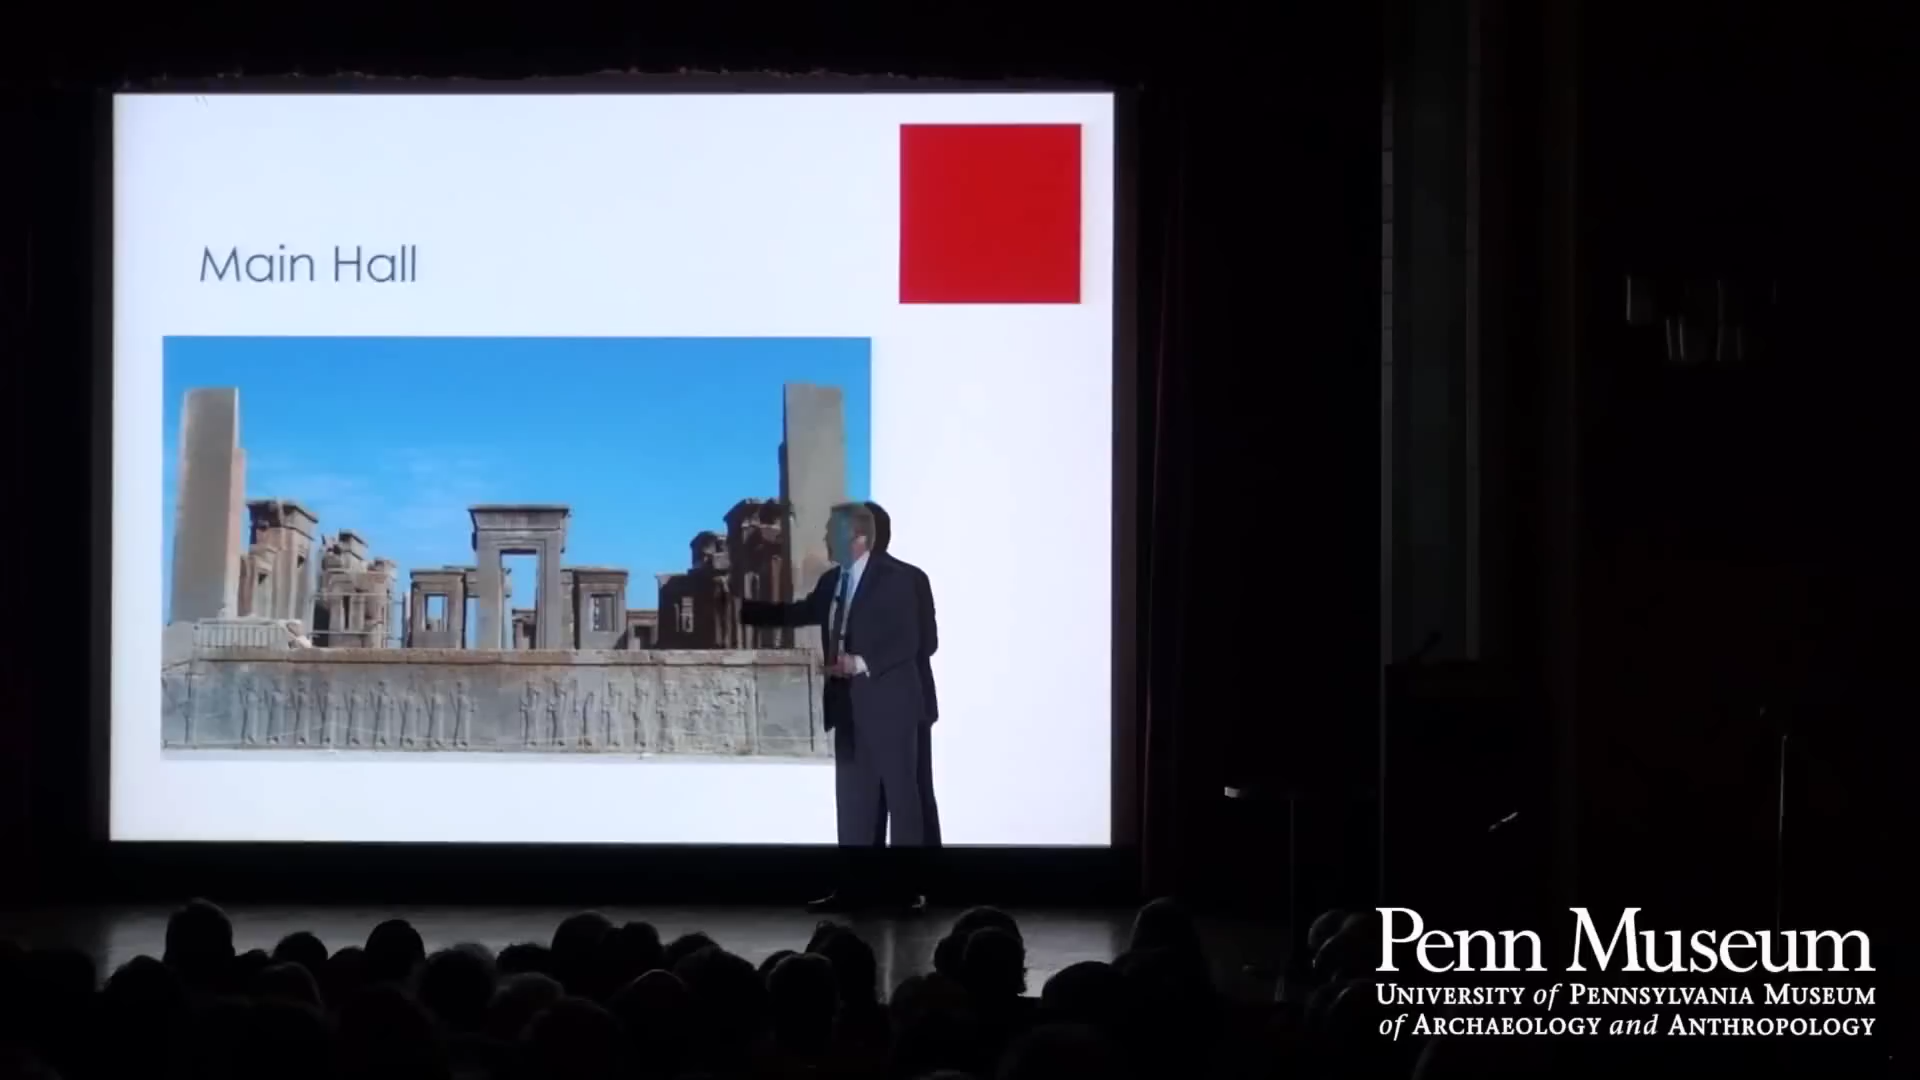 Main Hall
Penn Museum
University of Pennsylvania Museum
of Archaeology and Anthropology